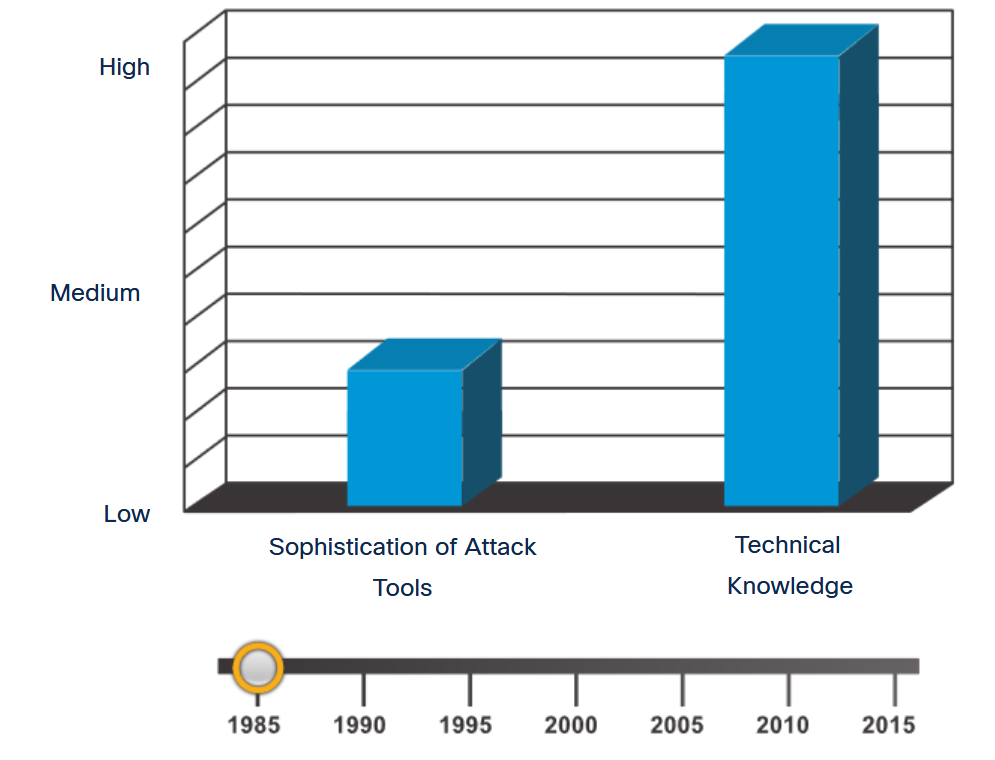 High
Medium
Low
Sophistication of Attack
Tools
Technical
Knowledge
1985 1990 1995 2000 2005 2010 2015